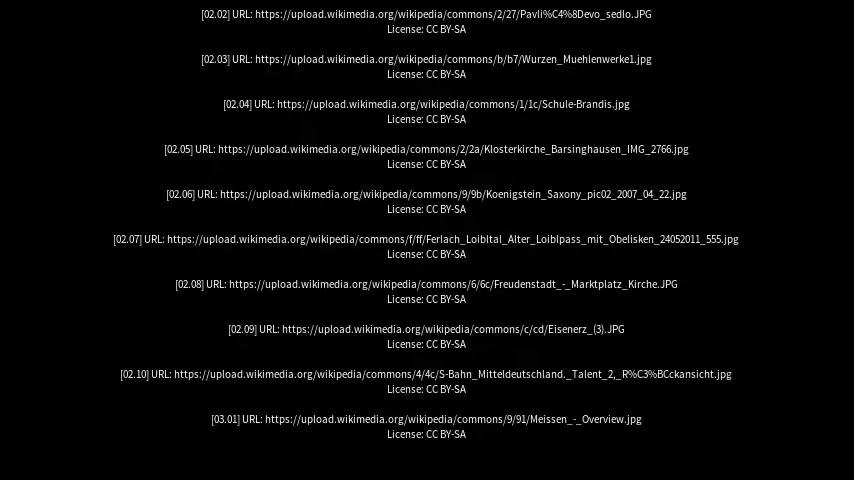 [02.02] URL: https://upload.wikimedia.org/wikipedia/commons/2/27/Pavli%C4%8Devo_sedlo.JPG
License: CC BY-SA
[02.03] URL: https://upload.wikimedia.org/wikipedia/commons/b/b7/Wurzen_Muehlenwerke1.jpg
License: CC BY-SA
[02.04] URL: https://upload.wikimedia.org/wikipedia/commons/1/1c/Schule-Brandis.jpg
License: CC BY-SA
[02.05] URL: https://upload.wikimedia.org/wikipedia/commons/2/2a/Klosterkirche_Barsinghausen_IMG_2766.jpg
License: CC BY-SA
[02.06] URL: https://upload.wikimedia.org/wikipedia/commons/9/9b/Koenigstein_Saxony_pic02_2007_04_22.jpg
License: CC BY-SA
[02.07] URL: https://upload.wikimedia.org/wikipedia/commons/f/ff/Ferlach_Loibltal_Alter_Loiblpass_mit_Obelisken_24052011_555.jpg
License: CC BY-SA
[02.08] URL: https://upload.wikimedia.org/wikipedia/commons/6/6c/Freudenstadt_-_Marktplatz_Kirche.JPG
License: CC BY-SA
[02.09] URL: https://upload.wikimedia.org/wikipedia/commons/c/cd/Eisenerz_(3).JPG
License: CC BY-SA
[02.10] URL: https://upload.wikimedia.org/wikipedia/commons/4/4c/S-Bahn_Mitteldeutschland._Talent_2,_R%C3%BCckansicht.jpg
License: CC BY-SA
[03.01] URL: https://upload.wikimedia.org/wikipedia/commons/9/91/Meissen_-_Overview.jpg
License: CC BY-SA